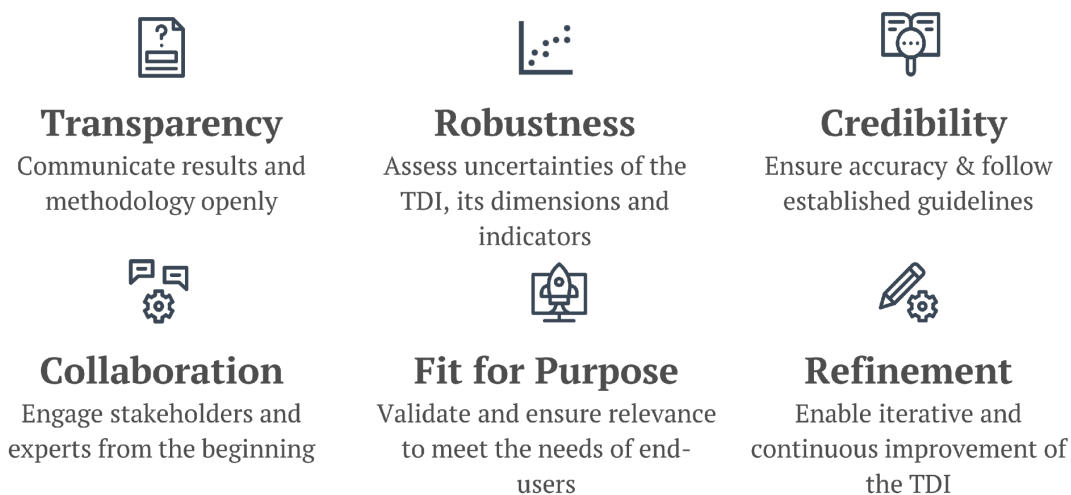 Transparency
Communicate results and
methodology openly
Robustness
Assess uncertainties of the
TDI, its dimensions and
indicators
Credibility
Ensure accuracy & follow
established guidelines
Collaboration
Engage stakeholders and
experts from the beginning
Fit for Purpose
Validate and ensure relevance
to meet the needs of end-
users
Refinement
Enable iterative and
continuous improvement of
the TDI